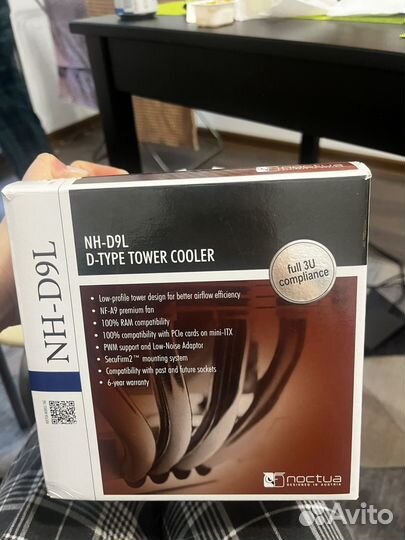 NH-D9L
NH-D9L
D-TYPE TOWER COOLER
full 3U
compliance
• Low-profile tower design for better airflow efficiency
• NF-A9 premium fan
• 100% RAM compatibility
• 100% compatibility with PCIe cards on mini-ITX
• PWM support and Low-Noise Adaptor
• SecuFirm2™ mounting system
• Compatibility with past and future sockets
• 6-year warranty
noctua
DESIGNED IN AUSTRIA
Avito